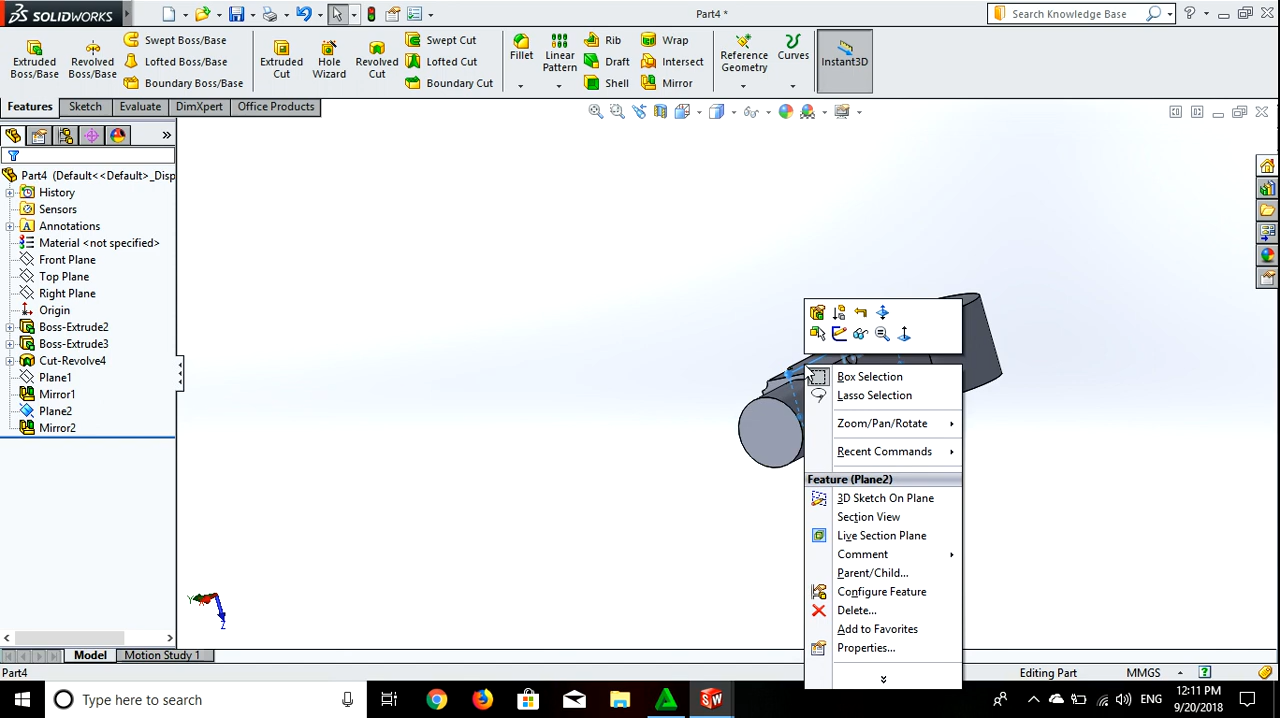 SOLIDWORKS
Part4 *
Search Knowledge Base
Extruded Boss/Base
Revolved Boss/Base
Swept Boss/Base
Lofted Boss/Base
Boundary Boss/Base
Extruded Cut
Hole Wizard
Revolved Cut
Swept Cut
Lofted Cut
Boundary Cut
Fillet
Linear Pattern
Rib
Draft
Shell
Wrap
Intersect
Mirror
Reference Geometry
Curves
Instant3D
Features
Sketch
Evaluate
DimXpert
Office Products
Part4 (Default<<Default>_Disp
History
Sensors
Annotations
Material <not specified>
Front Plane
Top Plane
Right Plane
Origin
Boss-Extrude2
Boss-Extrude3
Cut-Revolve4
Plane1
Mirror1
Plane2
Mirror2
Box Selection
Lasso Selection
Zoom/Pan/Rotate
Recent Commands
Feature (Plane2)
3D Sketch On Plane
Section View
Live Section Plane
Comment
Parent/Child...
Configure Feature
Delete...
Add to Favorites
Properties...
Y
Z
Model
Motion Study 1
Part4
Editing Part
MMGS
Type here to search
SW
ENG
12:11 PM
9/20/2018